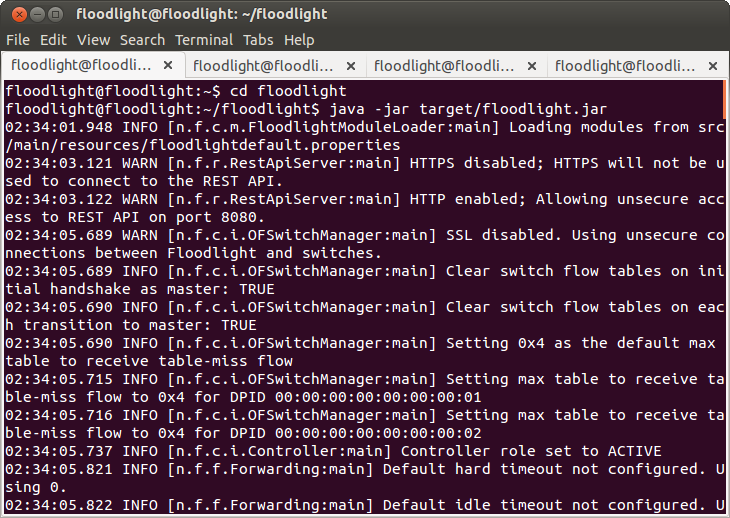 floodlight@floodlight: ~/floodlight
File Edit View Search Terminal Tabs Help
floodlight@floodli... × floodlight@floodli... × floodlight@floodli... × floodlight@floodli... ×
floodlight@floodlight:~$ cd floodlight
floodlight@floodlight:~/floodlight$ java -jar target/floodlight.jar
02:34:01.948 INFO [n.f.c.m.FloodlightModuleLoader:main] Loading modules from src
/main/resources/floodlightdefault.properties
02:34:03.121 WARN [n.f.r.RestApiServer:main] HTTPS disabled; HTTPS will not be u
sed to connect to the REST API.
02:34:03.122 WARN [n.f.r.RestApiServer:main] HTTP enabled; Allowing unsecure acc
ess to REST API on port 8080.
02:34:05.689 WARN [n.f.c.i.OFSwitchManager:main] SSL disabled. Using unsecure co
nnections between Floodlight and switches.
02:34:05.689 INFO [n.f.c.i.OFSwitchManager:main] Clear switch flow tables on ini
tial handshake as master: TRUE
02:34:05.690 INFO [n.f.c.i.OFSwitchManager:main] Clear switch flow tables on eac
h transition to master: TRUE
02:34:05.690 INFO [n.f.c.i.OFSwitchManager:main] Setting 0x4 as the default max
table to receive table-miss flow
02:34:05.715 INFO [n.f.c.i.OFSwitchManager:main] Setting max table to receive ta
ble-miss flow to 0x4 for DPID 00:00:00:00:00:00:00:01
02:34:05.716 INFO [n.f.c.i.OFSwitchManager:main] Setting max table to receive ta
ble-miss flow to 0x4 for DPID 00:00:00:00:00:00:00:02
02:34:05.737 INFO [n.f.c.i.Controller:main] Controller role set to ACTIVE
02:34:05.821 INFO [n.f.f.Forwarding:main] Default hard timeout not configured. U
sing 0.
02:34:05.822 INFO [n.f.f.Forwarding:main] Default idle timeout not configured. U